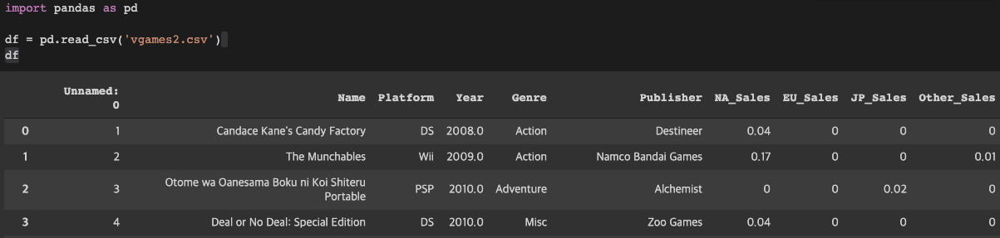 import pandas as pd
df = pd.read_csv('vgames2.csv')
df
Unnamed: 0 Name Platform Year Genre Publisher NA_Sales EU_Sales JP_Sales Other_Sales
0 1 Candace Kane's Candy Factory DS 2008.0 Action Destineer 0.04 0 0 0
1 2 The Munchables Wii 2009.0 Action Namco Bandai Games 0.17 0 0 0.01
2 3 Otome wa Oanesama Boku ni Koi Shiteru Portable PSP 2010.0 Adventure Alchemist 0 0 0.02 0
3 4 Deal or No Deal: Special Edition DS 2010.0 Misc Zoo Games 0.04 0 0 0